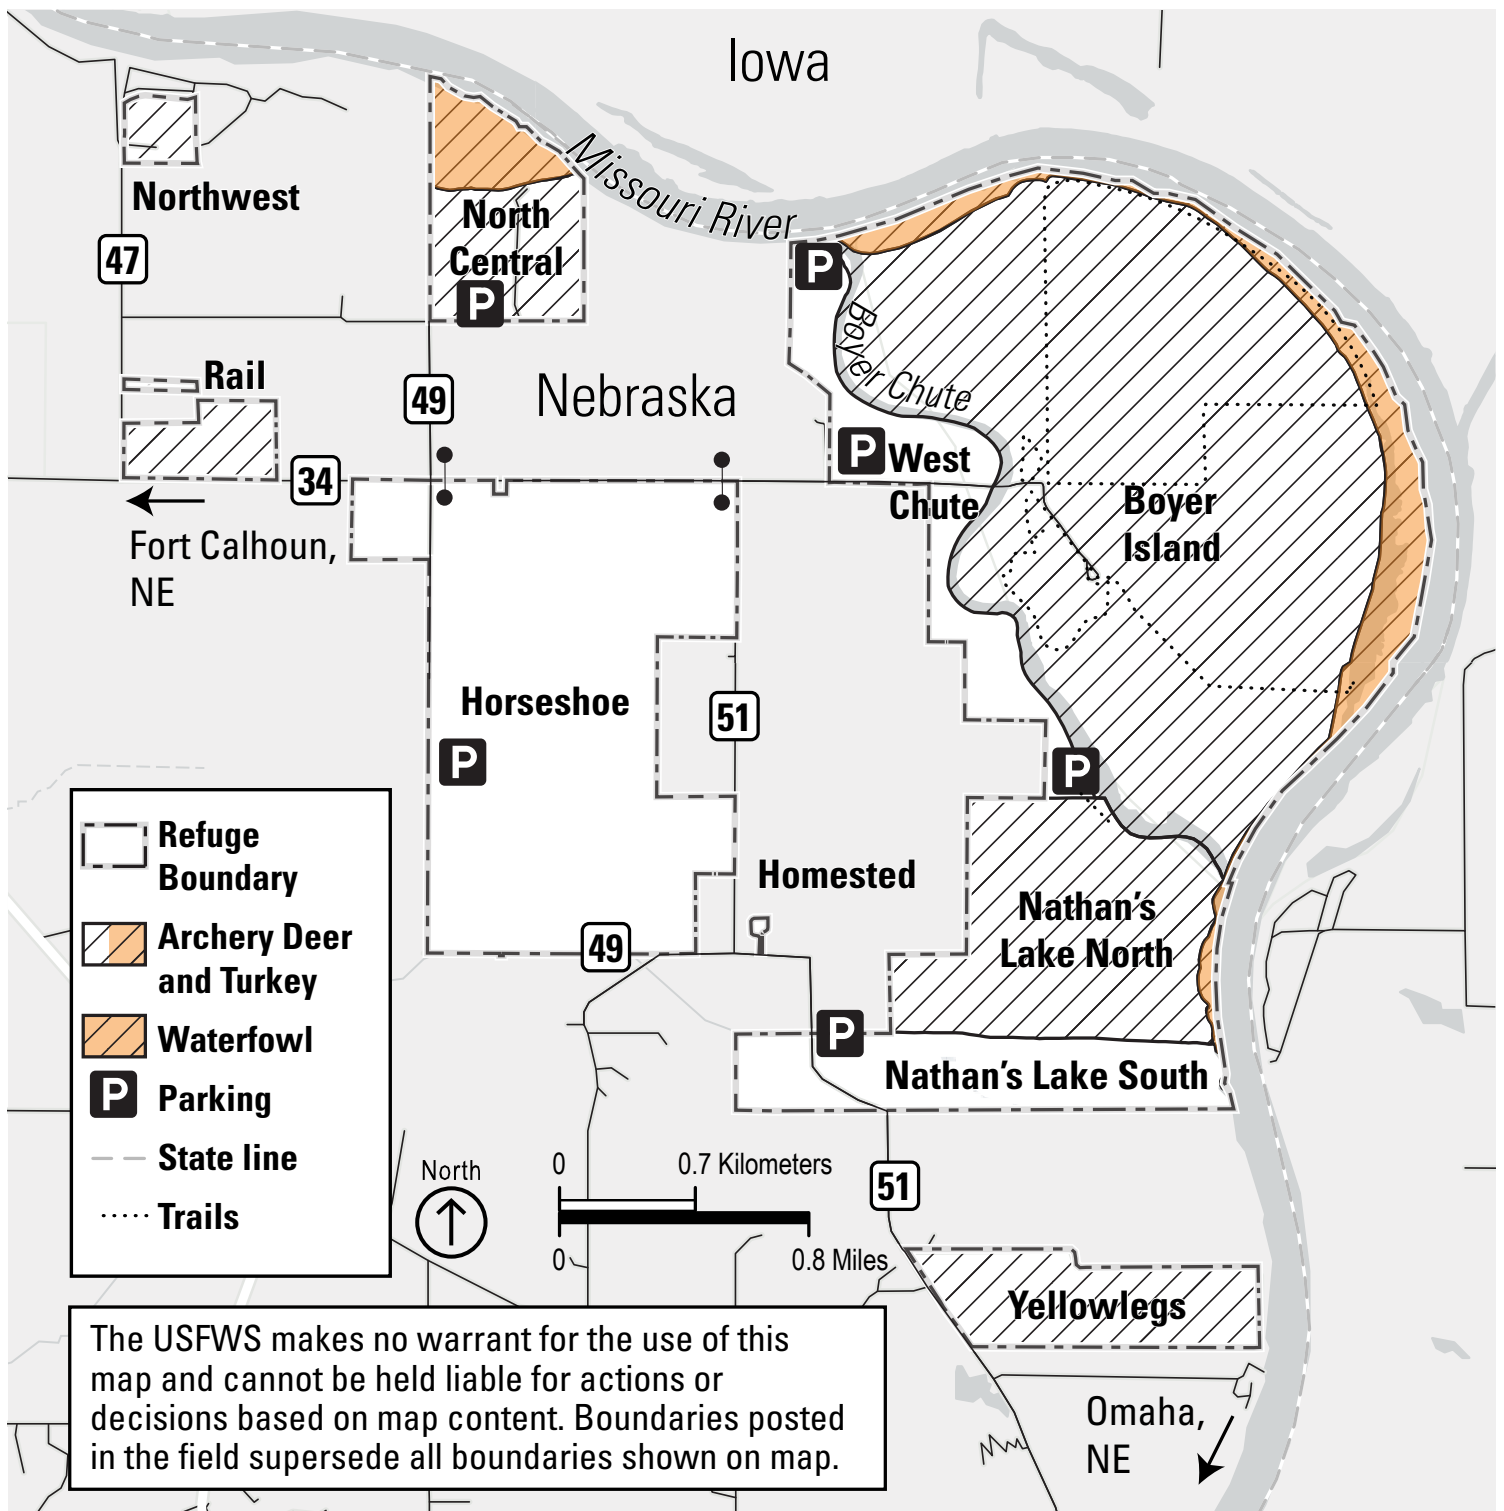 Iowa
Missouri River
Northwest
47
North
Central
P
P
Boyer Chute
Rail
49
Nebraska
34
P
West
Chute
Boyer
Island
Fort Calhoun,
NE
Horseshoe
51
P
P
Refuge
Boundary
Archery Deer
and Turkey
Waterfowl
P
Parking
State line
Trails
Homested
49
Nathan's
Lake North
P
Nathan's Lake South
North
0
0.7 Kilometers
0
0.8 Miles
51
Yellowlegs
Omaha,
NE
The USFWS makes no warrant for the use of this
map and cannot be held liable for actions or
decisions based on map content. Boundaries posted
in the field supersede all boundaries shown on map.